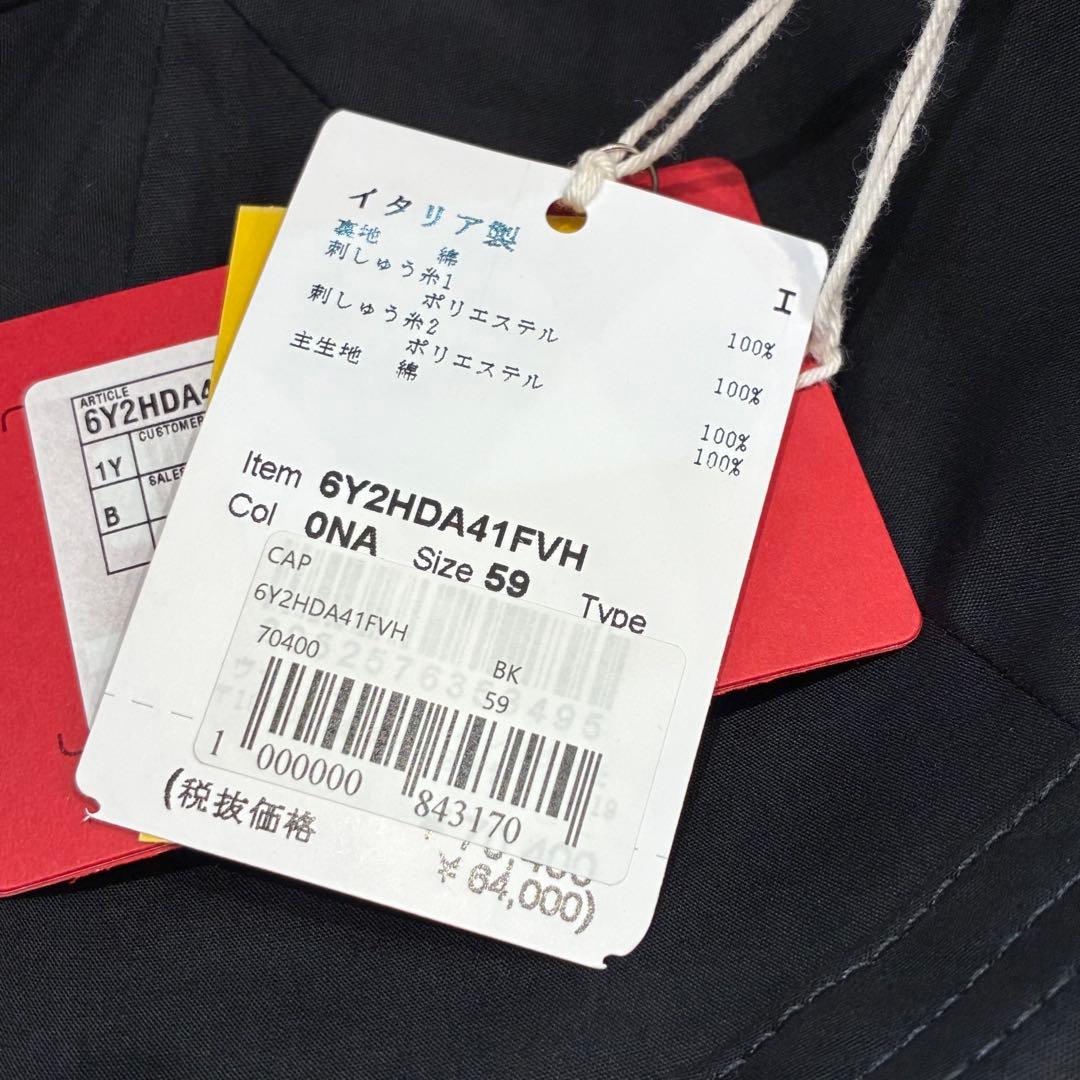 イタリア製
エ
裏地 綿
100%
刺しゅう糸1
ポリエステル
100%
刺しゅう糸2
ポリエステル
100%
主生地 綿
100%
ARTICLE
6Y2HDA4
CUSTOMER
1Y
B
Item 6Y2HDA41FVH
Col 0NA Size 59 Type
CAP
6Y2HDA41FVH
70400 BK
59
1 000000 843170
(税抜価格
¥64,000)